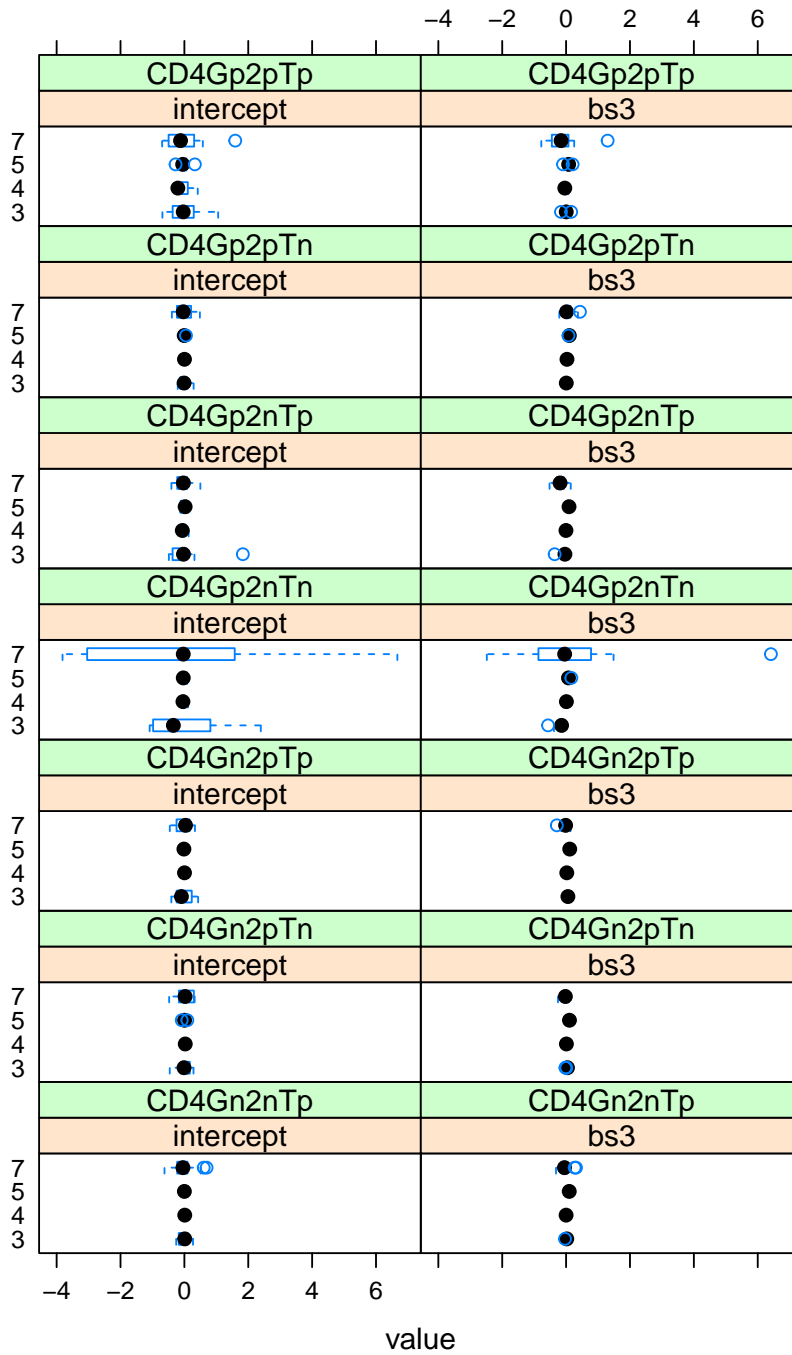 −4 −2 0 2 4 6
CD4Gp2pTp CD4Gp2pTp
intercept bs3
7
5
4
3
CD4Gp2pTn CD4Gp2pTn
intercept bs3
7
5
4
3
CD4Gp2nTp CD4Gp2nTp
intercept bs3
7
5
4
3
CD4Gp2nTn CD4Gp2nTn
intercept bs3
7
5
4
3
CD4Gn2pTp CD4Gn2pTp
intercept bs3
7
5
4
3
CD4Gn2pTn CD4Gn2pTn
intercept bs3
7
5
4
3
CD4Gn2nTp CD4Gn2nTp
intercept bs3
7
5
4
3
−4 −2 0 2 4 6
value